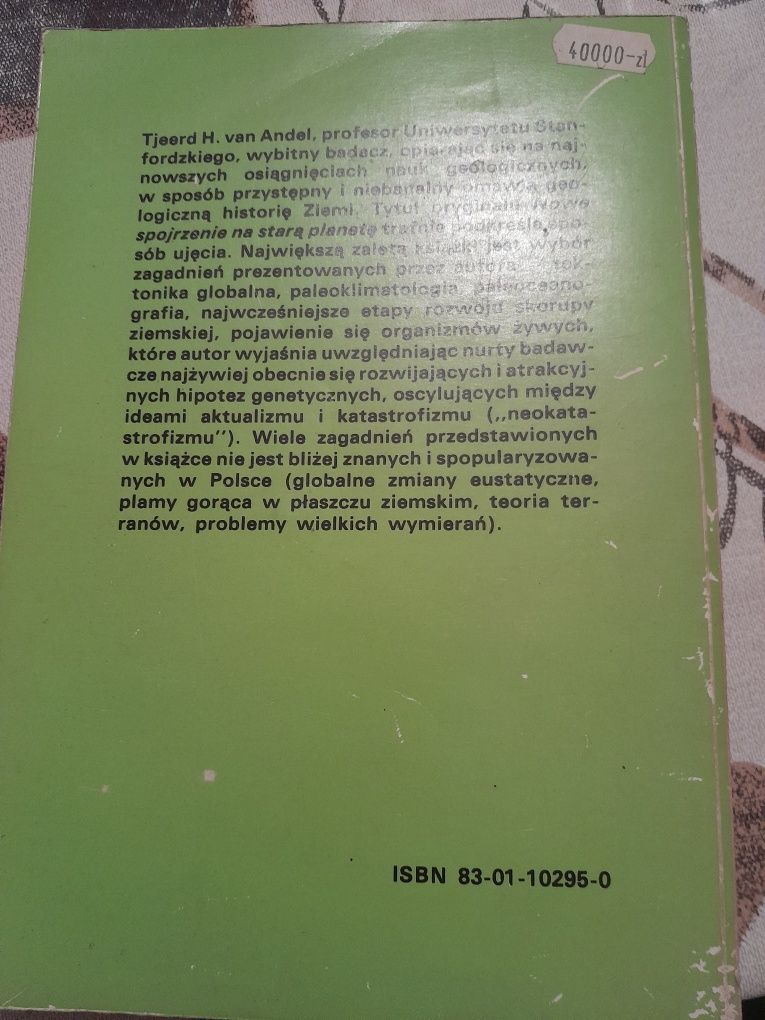 40000-zł
Tjeerd H. van Andel, profesor Uniwersytetu Stan-
fordzkiego, wybitny badacz, opierając się na naj-
nowszych osiągnięciach nauk geologicznych,
w sposób przystępny i niebanalny omawia geo-
logiczną historię Ziemi. Tytuł oryginału Nowe
spojrzenie na starą planetę trafnie podkreśla spo-
sób ujęcia. Największą zaletą książki jest wybór
zagadnień prezentowanych przez autora tek-
tonika globalna, paleoklimatologia, paleoceano-
grafia, najwcześniejsze etapy rozwoju skorupy
ziemskiej, pojawienie się organizmów żywych,
które autor wyjaśnia uwzględniając nurty badaw-
cze najżywiej obecnie się rozwijających i atrakcyj-
nych hipotez genetycznych, oscylujących między
ideami aktualizmu i katastrofizmu (,,neokata-
strofizmu"). Wiele zagadnień przedstawionych
w książce nie jest bliżej znanych i spopularyzowa-
nych w Polsce (globalne zmiany eustatyczne,
plamy gorąca w płaszczu ziemskim, teoria ter-
ranów, problemy wielkich wymierań).
ISBN 83-01-10295-0